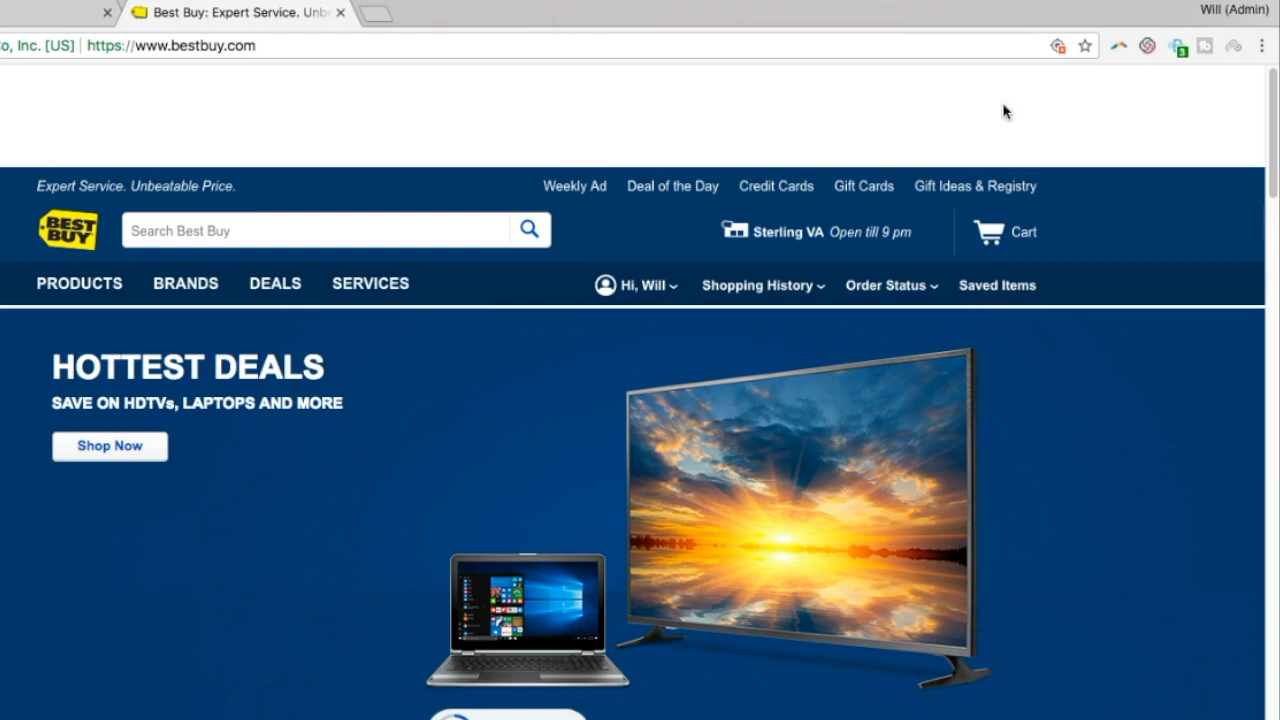 Best Buy: Expert Service. Unb
Will (Admin)
o, Inc. [US] https://www.bestbuy.com
3
Expert Service. Unbeatable Price.
Weekly Ad Deal of the Day Credit Cards Gift Cards Gift Ideas & Registry
BEST BUY
Search Best Buy
Sterling VA Open till 9 pm
Cart
PRODUCTS BRANDS DEALS SERVICES
Hi, Will Shopping History Order Status Saved Items
HOTTEST DEALS
SAVE ON HDTVs, LAPTOPS AND MORE
Shop Now